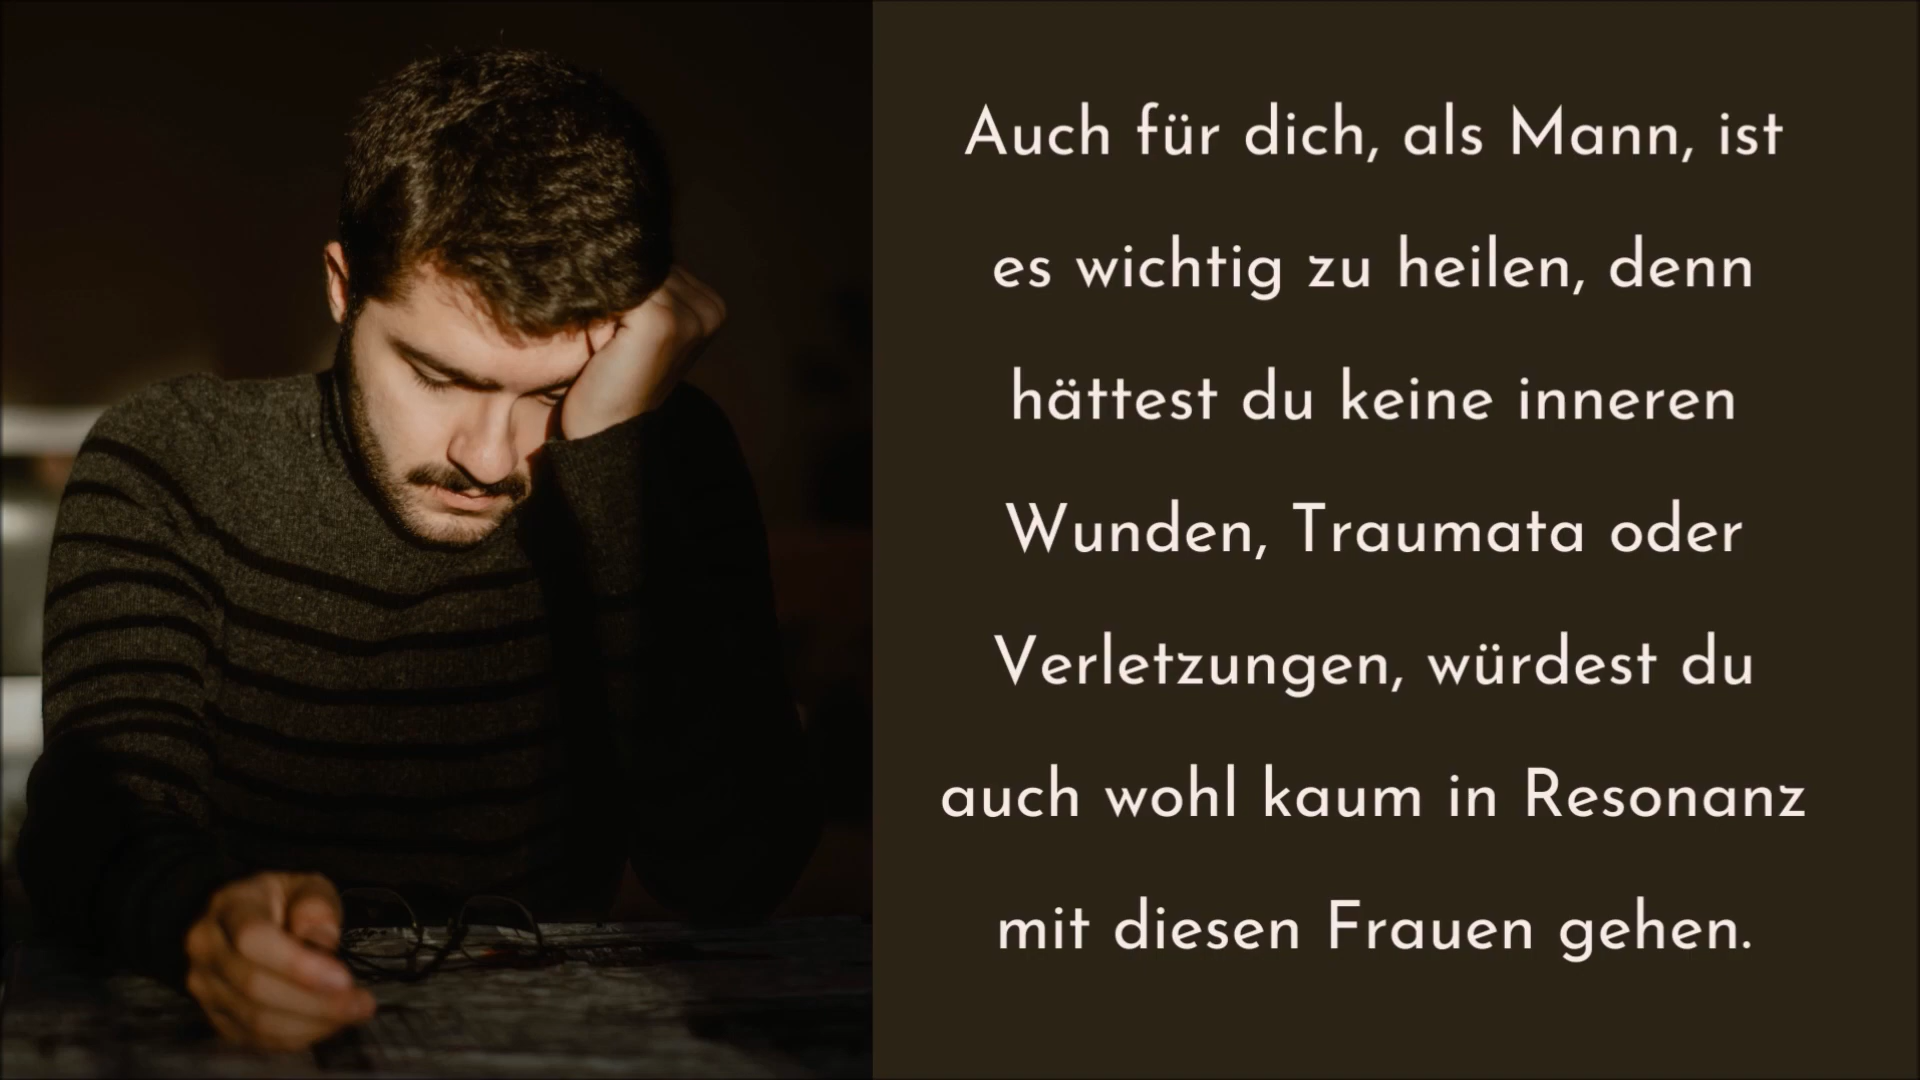 Auch für dich, als Mann, ist
es wichtig zu heilen, denn
hättest du keine inneren
Wunden, Traumata oder
Verletzungen, würdest du
auch wohl kaum in Resonanz
mit diesen Frauen gehen.